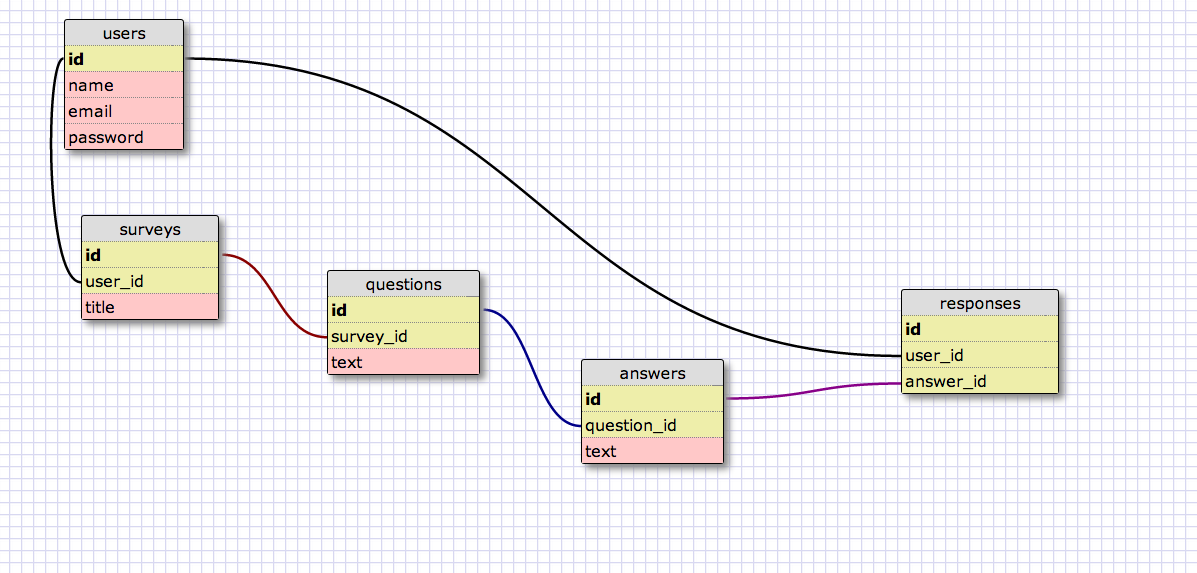 users
id
name
email
password
surveys
id
user_id
title
questions
id
survey_id
text
answers
id
question_id
text
responses
id
user_id
answer_id